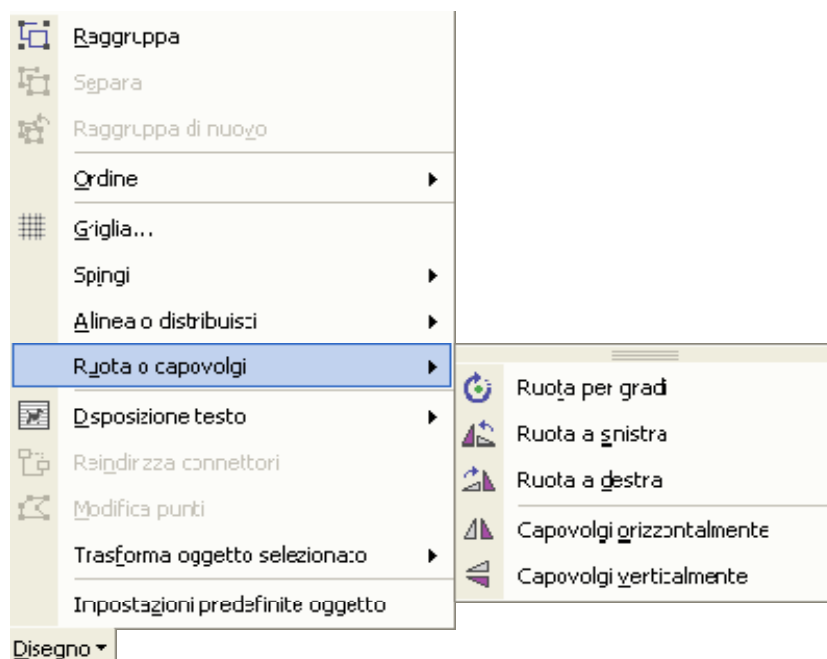 Raggruppa
Separa
Raggruppa di nuovo
Ordine
Griglia...
Spingi
Allinea o distribuisci
Ruota o capovolgi
Disposizione testo
Reindirizza connettori
Modifica punti
Trasforma oggetto selezionato
Impostazioni predefinite oggetto
Disegno
Ruota per gradi
Ruota a sinistra
Ruota a destra
Capovolgi orizzontalmente
Capovolgi verticalmente